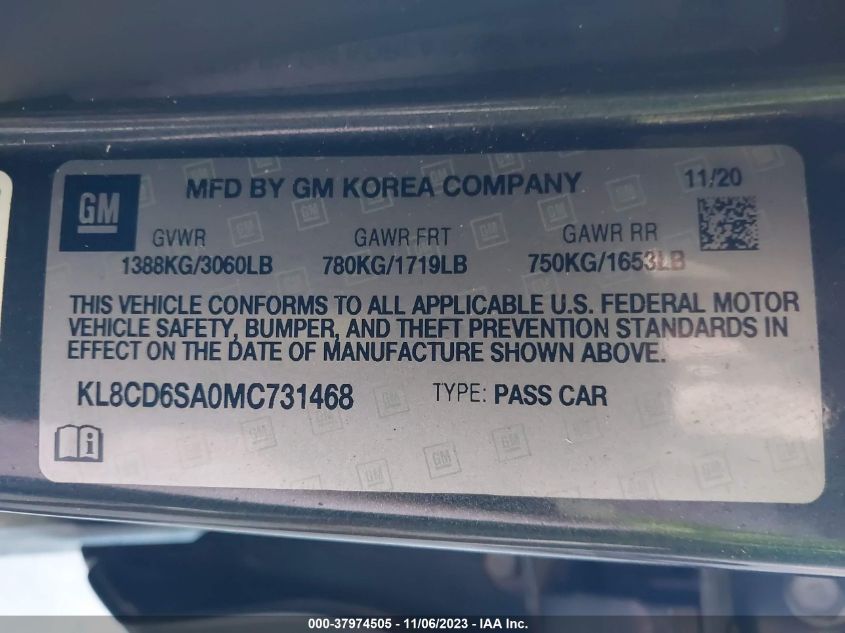 GM
MFD BY GM KOREA COMPANY
11/20
GVWR
GAWR FRT
GAWR RR
1388KG/3060LB
780KG/1719LB
750KG/1653LB
THIS VEHICLE CONFORMS TO ALL APPLICABLE U.S. FEDERAL MOTOR
VEHICLE SAFETY, BUMPER, AND THEFT PREVENTION STANDARDS IN
EFFECT ON THE DATE OF MANUFACTURE SHOWN ABOVE.
KL8CD6SA0MC731468
TYPE: PASS CAR
000-37974505 - 11/06/2023 - IAA Inc.